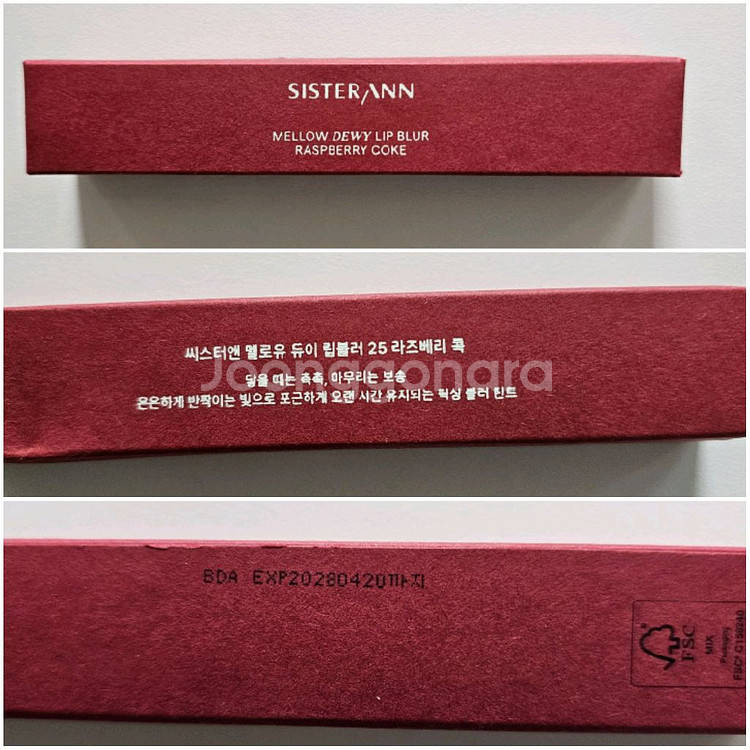 SISTERANN
MELLOW DEWY LIP BLUR
RASPBERRY COKE
씨스터앤 멜로우 듀이 립블러 25 라즈베리 콕
Joonggonara
닿을 때는 촉촉, 마무리는 보송
은은하게 반짝이는 빛으로 포근하게 오랜 시간 유지되는 픽싱 블러 틴트
BDA EXP20280420까지
FSC
MIX
Packaging
FSC® C158240